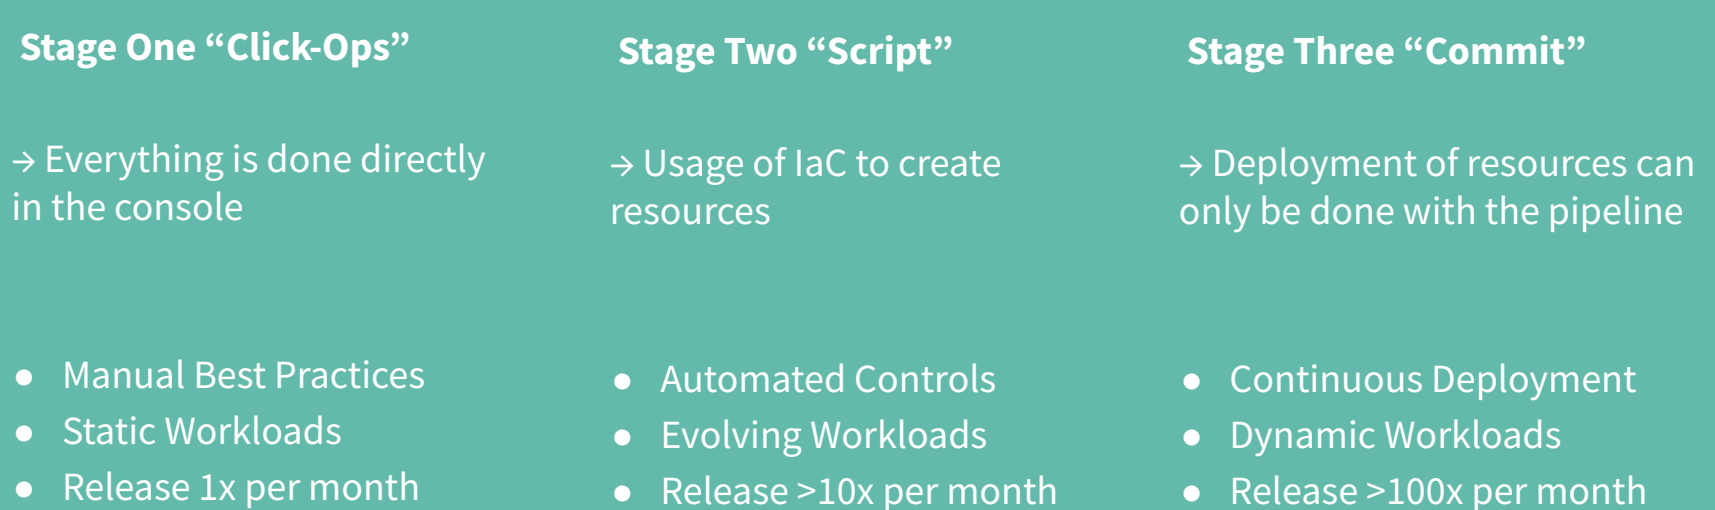 Stage One “Click-Ops”
→ Everything is done directly
in the console
● Manual Best Practices
● Static Workloads
● Release 1x per month
Stage Two “Script”
→ Usage of IaC to create
resources
● Automated Controls
● Evolving Workloads
● Release >10x per month
Stage Three “Commit”
→ Deployment of resources can
only be done with the pipeline
● Continuous Deployment
● Dynamic Workloads
● Release >100x per month